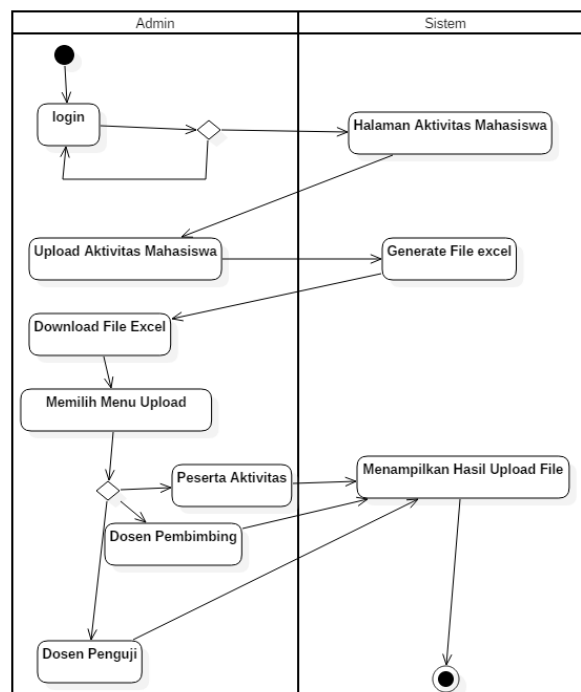 Admin
Sistem
login
Halaman Aktivitas Mahasiswa
Upload Aktivitas Mahasiswa
Generate File excel
Download File Excel
Memilih Menu Upload
Peserta Aktivitas
Menampilkan Hasil Upload File
Dosen Pembimbing
Dosen Penguji